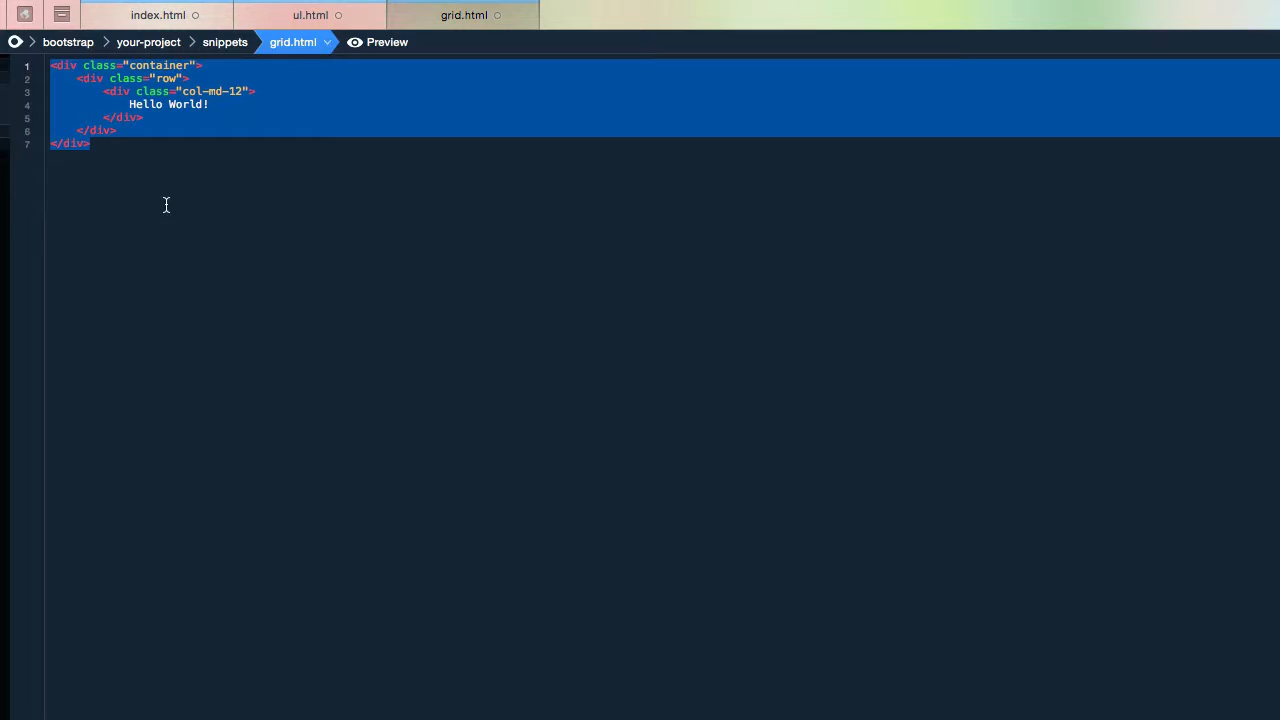 index.html ul.html grid.html
bootstrap your-project snippets grid.html Preview
1 <div class="container">
2 <div class="row">
3 <div class="col-md-12">
4 Hello World!
5 </div>
6 </div>
7 </div>